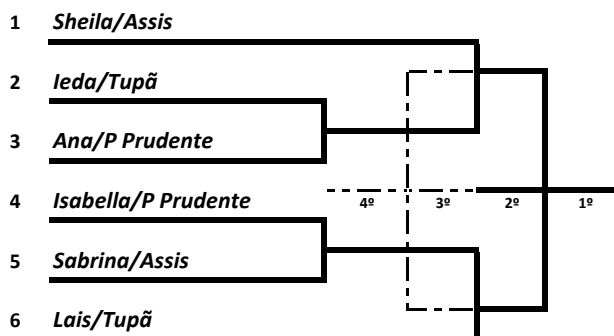 1 Sheila/Assis
2 Ieda/Tupã
3 Ana/P Prudente
4 Isabella/P Prudente
4º 3º 2º 1º
5 Sabrina/Assis
6 Lais/Tupã